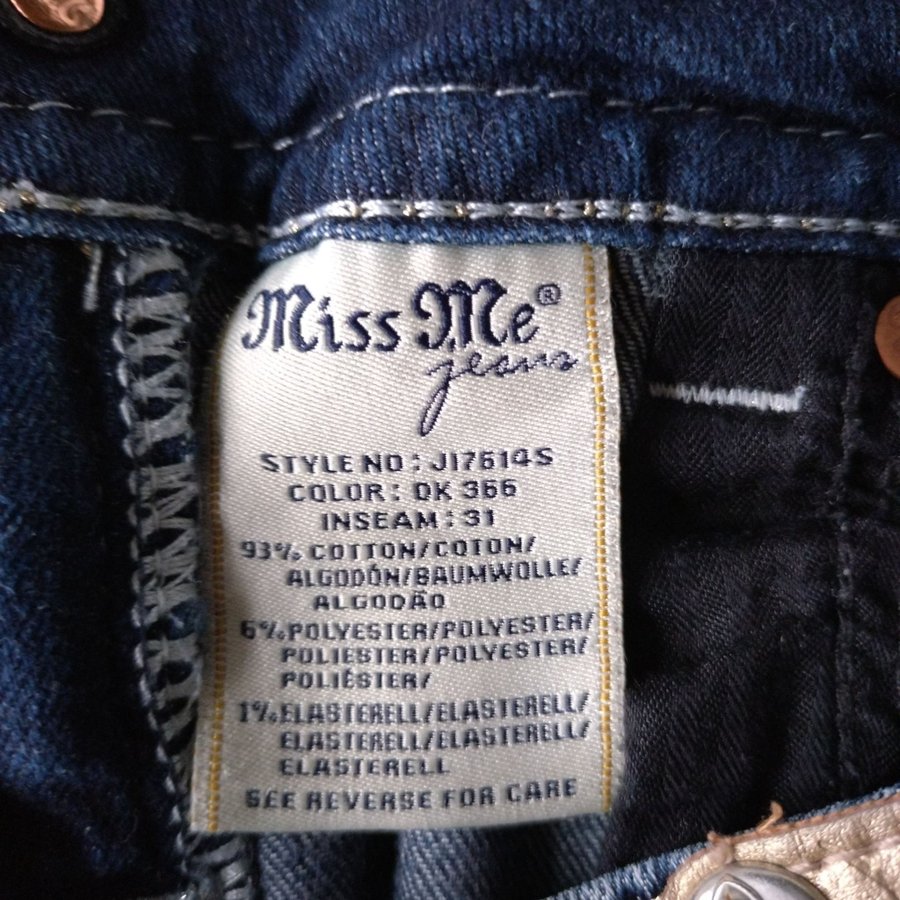 Miss Me®
jeans
STYLE NO: JI7614S
COLOR: DK 366
INSEAM: 31
93% COTTON/COTON/
ALGODÓN/BAUMWOLLE/
ALGODÃO
6% POLYESTER/POLYESTER/
POLIESTER/POLYESTER/
POLIÉSTER/
1% ELASTERELL/ELASTERELL/
ELASTERELL/ELASTERELL/
ELASTERELL
SEE REVERSE FOR CARE